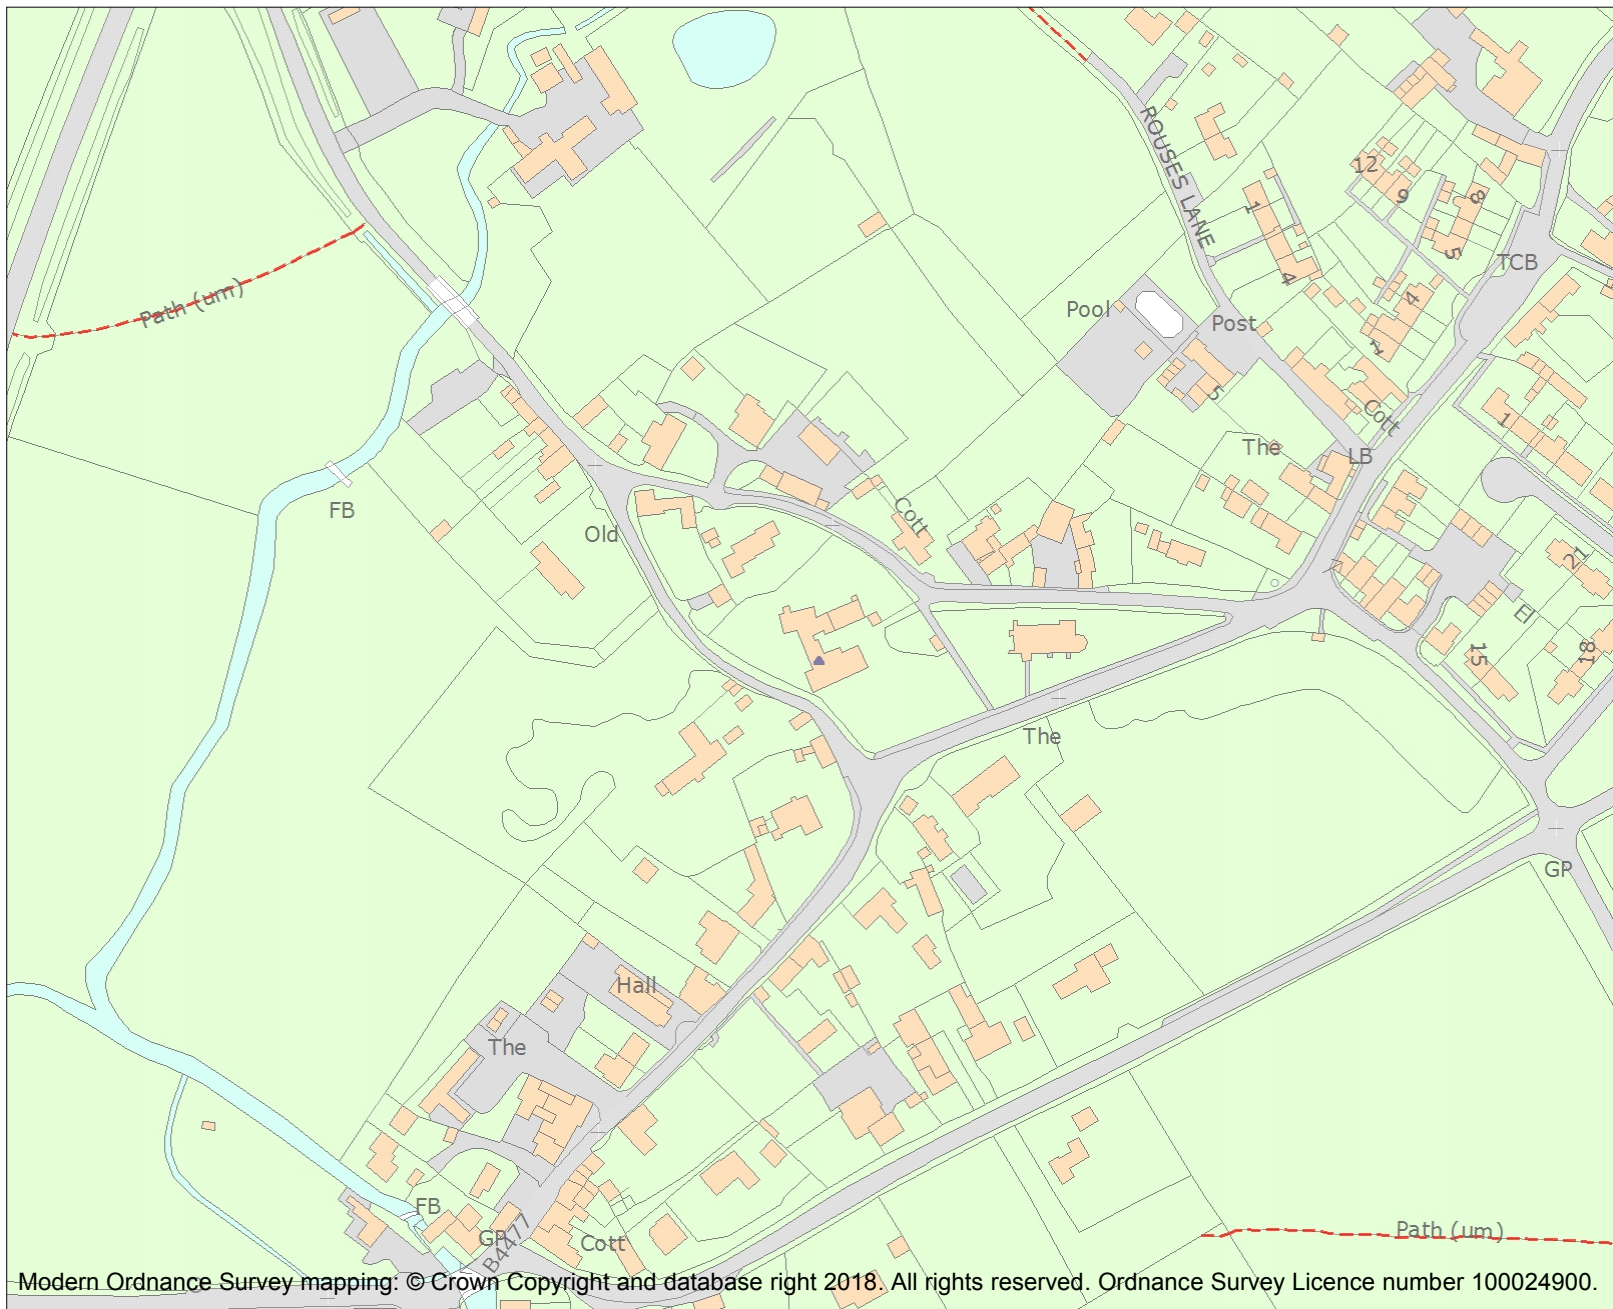 ROUSES LANE
12
9
8
1
5
4
TCB
Path (um)
4
Pool
Post
1
5
Cott
1
The
LB
FB
Cott
Old
21
El
15
18
The
GP
Hall
The
FB
GP
B4477
Cott
Path (um)
Modern Ordnance Survey mapping: © Crown Copyright and database right 2018. All rights reserved. Ordnance Survey Licence number 100024900.